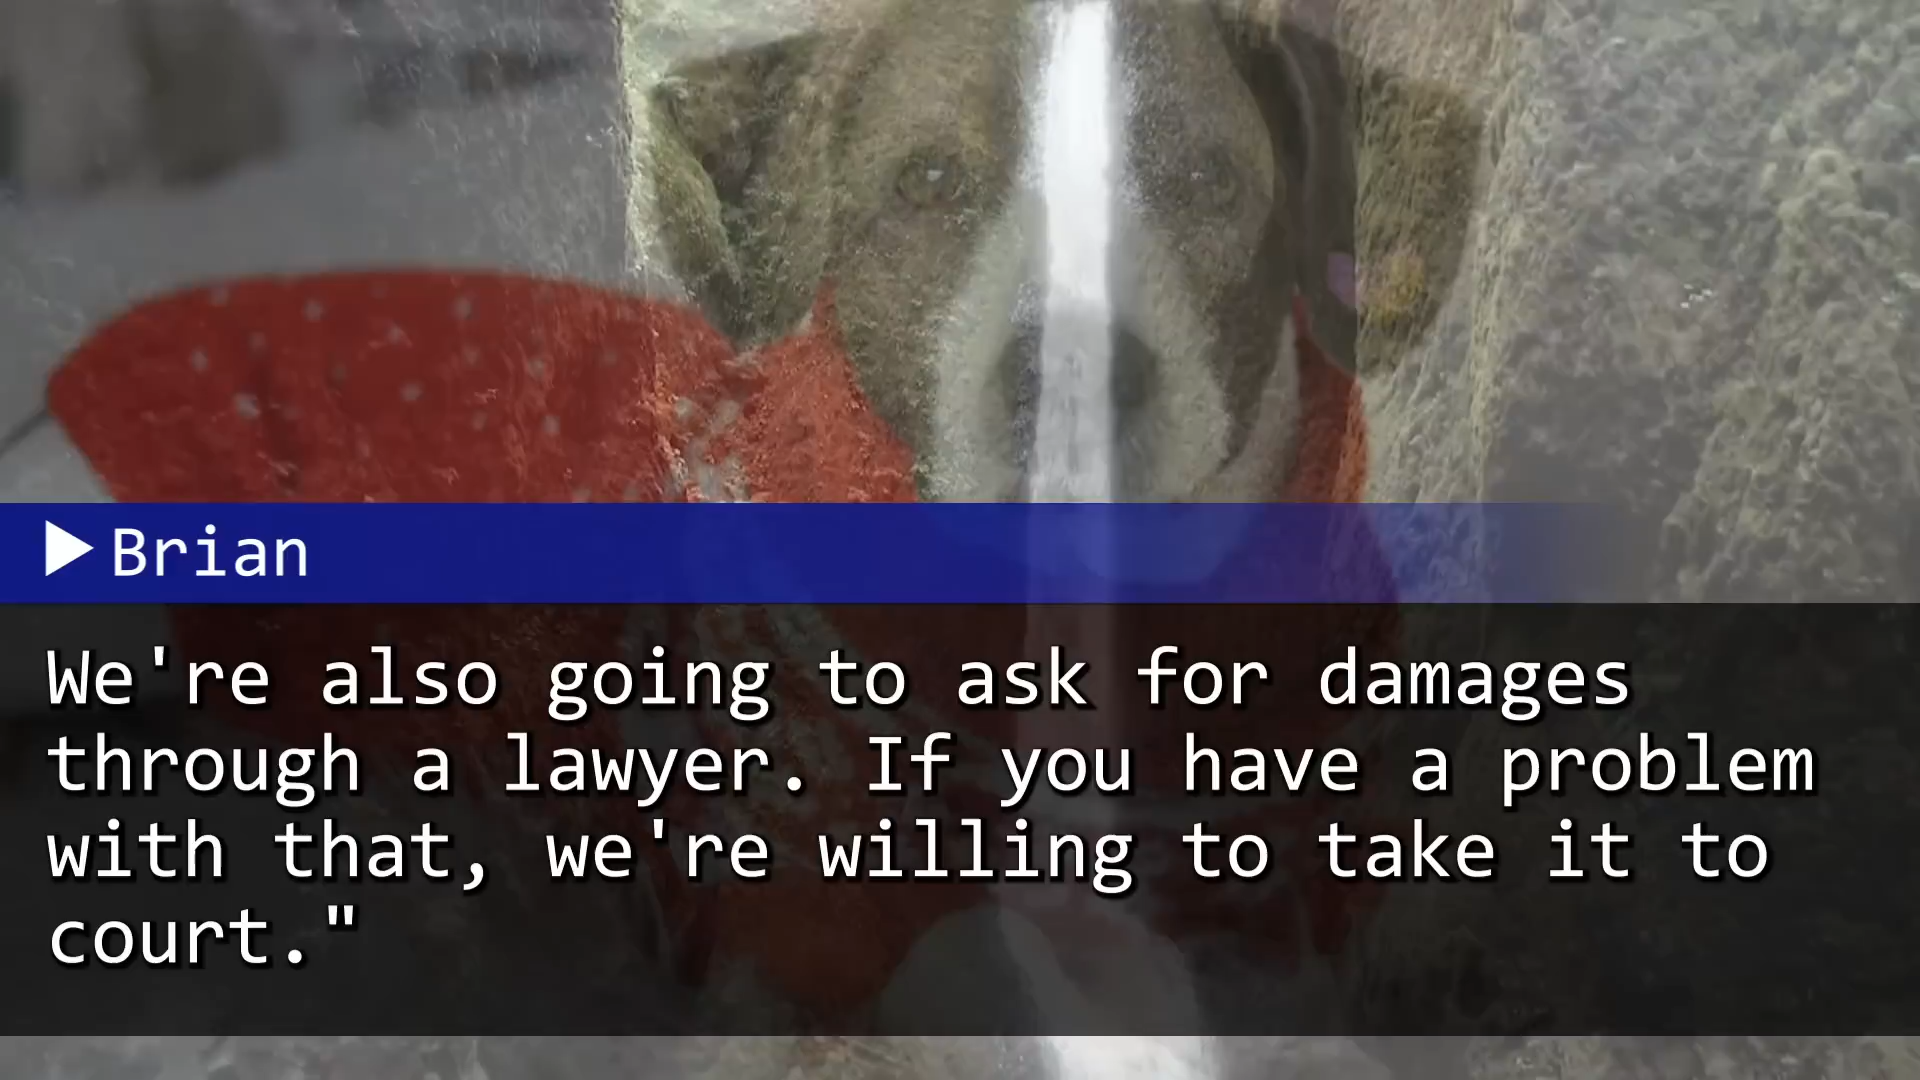 Brian
We're also going to ask for damages
through a lawyer. If you have a problem
with that, we're willing to take it to
court."